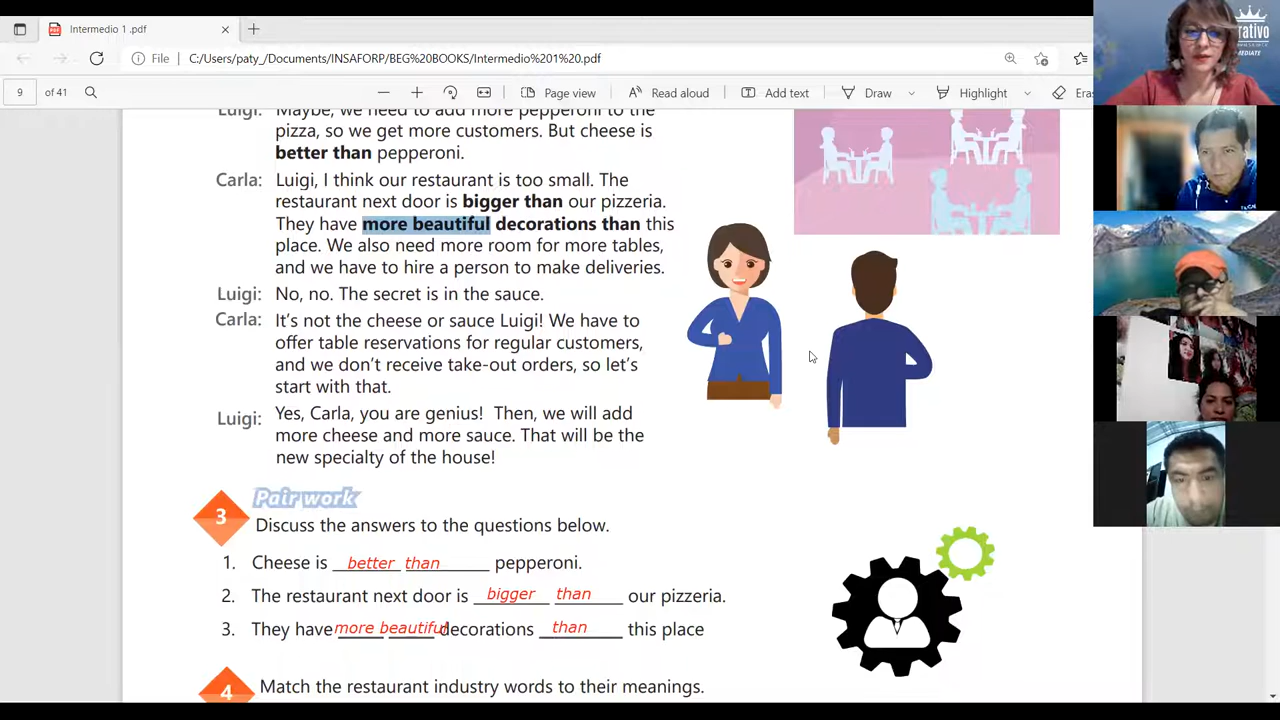 Intermedio 1 .pdf
File C:/Users/paty_/Documents/INSAFORP/BEG%20BOOKS/Intermedio%201%20.pdf
9 of 41 Page view Read aloud Add text Draw Highlight Eras
Luigi: Maybe, we need to add more pepperoni to the
pizza, so we get more customers. But cheese is
better than pepperoni.
Carla: Luigi, I think our restaurant is too small. The
restaurant next door is bigger than our pizzeria.
They have more beautiful decorations than this
place. We also need more room for more tables,
and we have to hire a person to make deliveries.
Luigi: No, no. The secret is in the sauce.
Carla: It's not the cheese or sauce Luigi! We have to
offer table reservations for regular customers,
and we don't receive take-out orders, so let's
start with that.
Luigi: Yes, Carla, you are genius! Then, we will add
more cheese and more sauce. That will be the
new specialty of the house!
3 Pair work
Discuss the answers to the questions below.
1. Cheese is better than pepperoni.
2. The restaurant next door is bigger than our pizzeria.
3. They have more beautiful decorations than this place
4 Match the restaurant industry words to their meanings.
rativo
MEDIATE